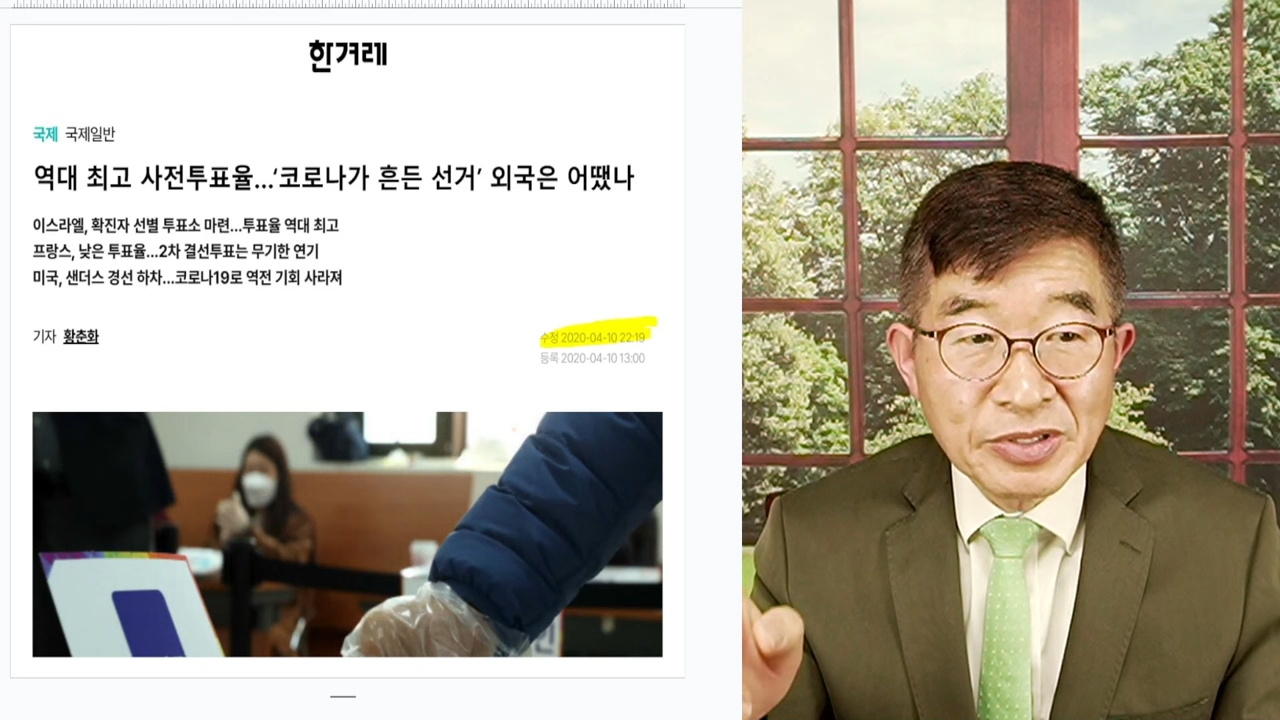 한겨레
국제 국제일반
역대 최고 사전투표율...‘코로나가 흔든 선거’ 외국은 어땠나
이스라엘, 확진자 선별 투표소 마련...투표율 역대 최고
프랑스, 낮은 투표율...2차 결선투표는 무기한 연기
미국, 샌더스 경선 하차...코로나19로 역전 기회 사라져
기자 황춘화
수정 2020-04-10 22:19
등록 2020-04-10 13:00